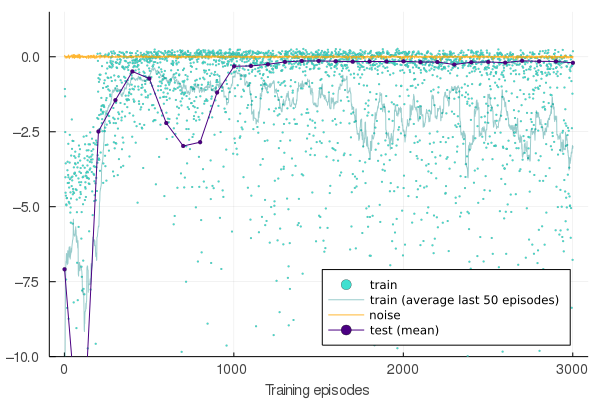 0.0
−2.5
−5.0
−7.5
−10.0
train
train (average last 50 episodes)
noise
test (mean)
0 1000 2000 3000
Training episodes